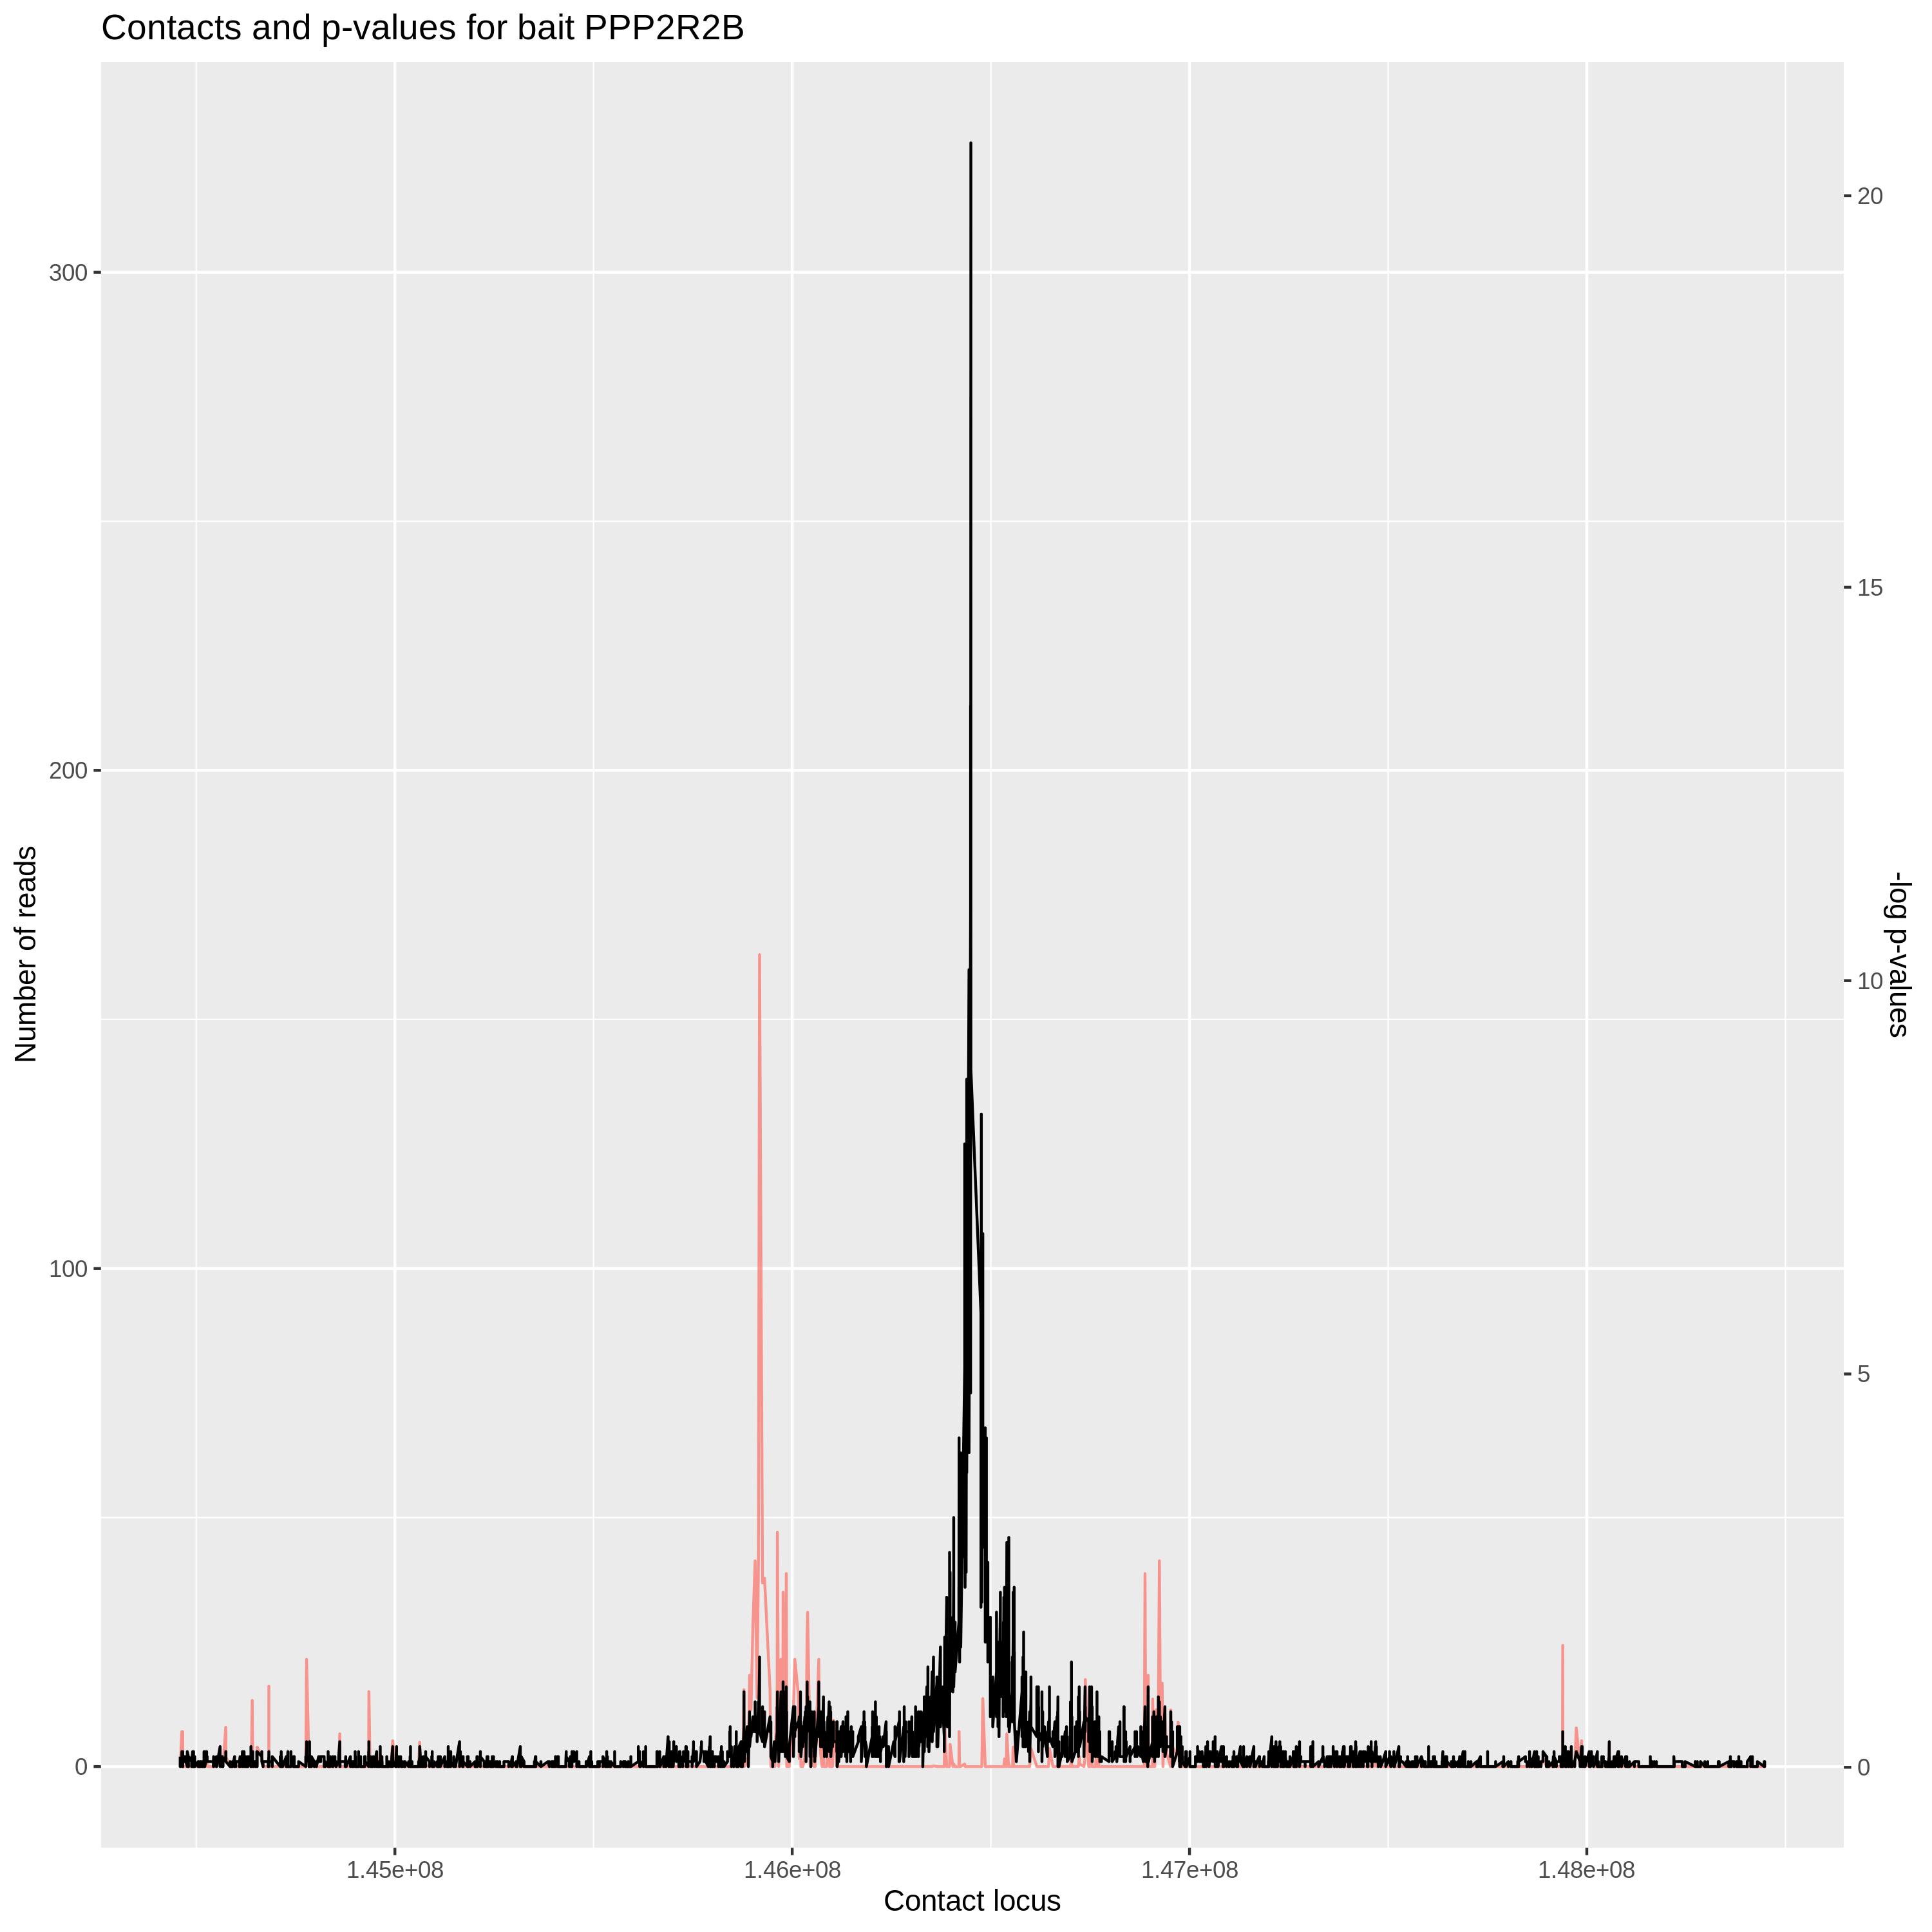 Contacts and p-values for bait PPP2R2B
300
200
100
0
Number of reads
20
15
10
5
0
-log p-values
1.45e+08
1.46e+08
1.47e+08
1.48e+08
Contact locus